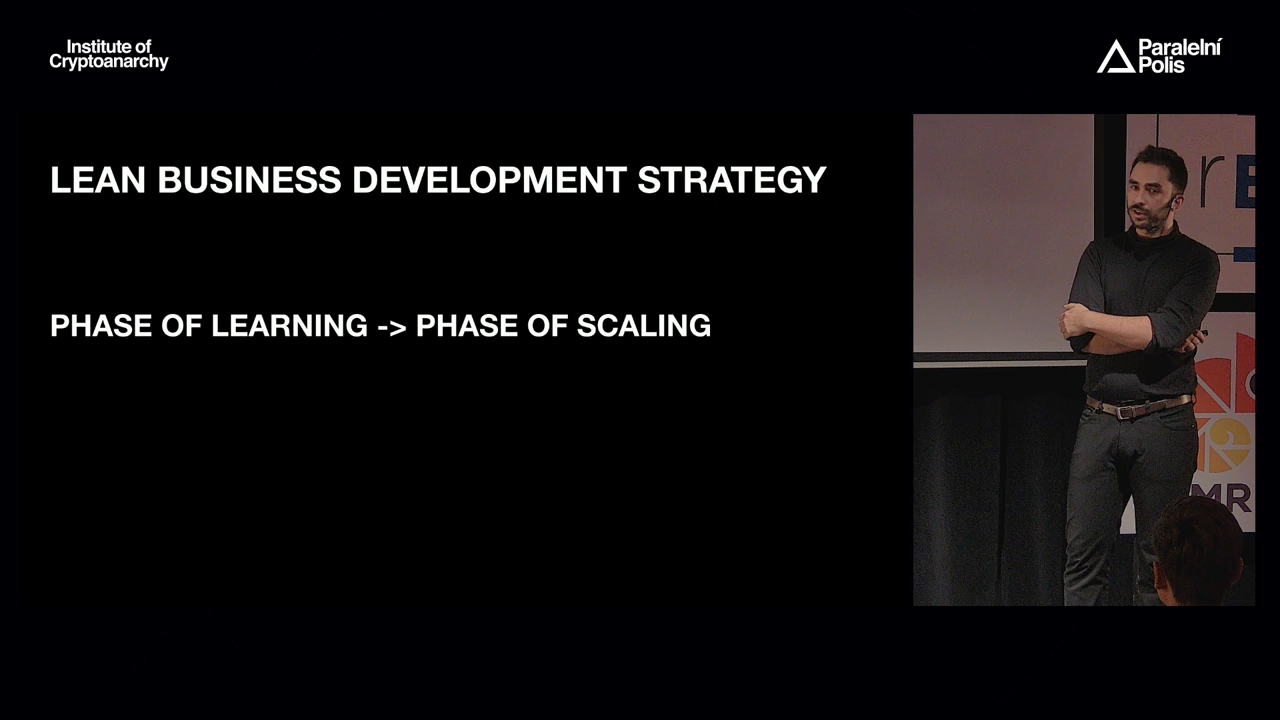 Institute of
Cryptoanarchy
Paralelní
Polis
LEAN BUSINESS DEVELOPMENT STRATEGY
PHASE OF LEARNING -> PHASE OF SCALING